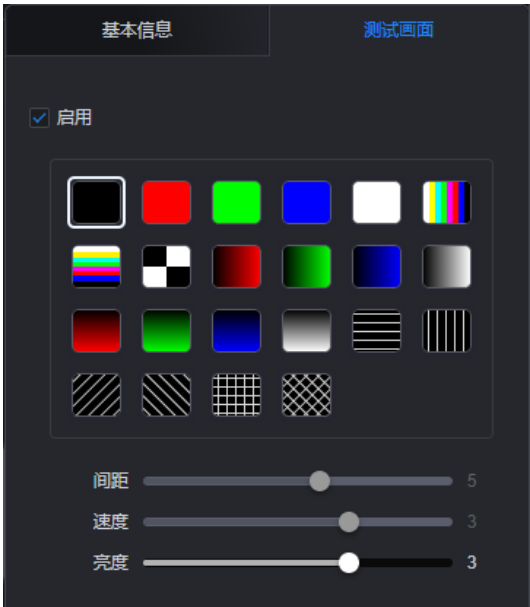 基本信息 测试画面
启用
间距 5
速度 3
亮度 3